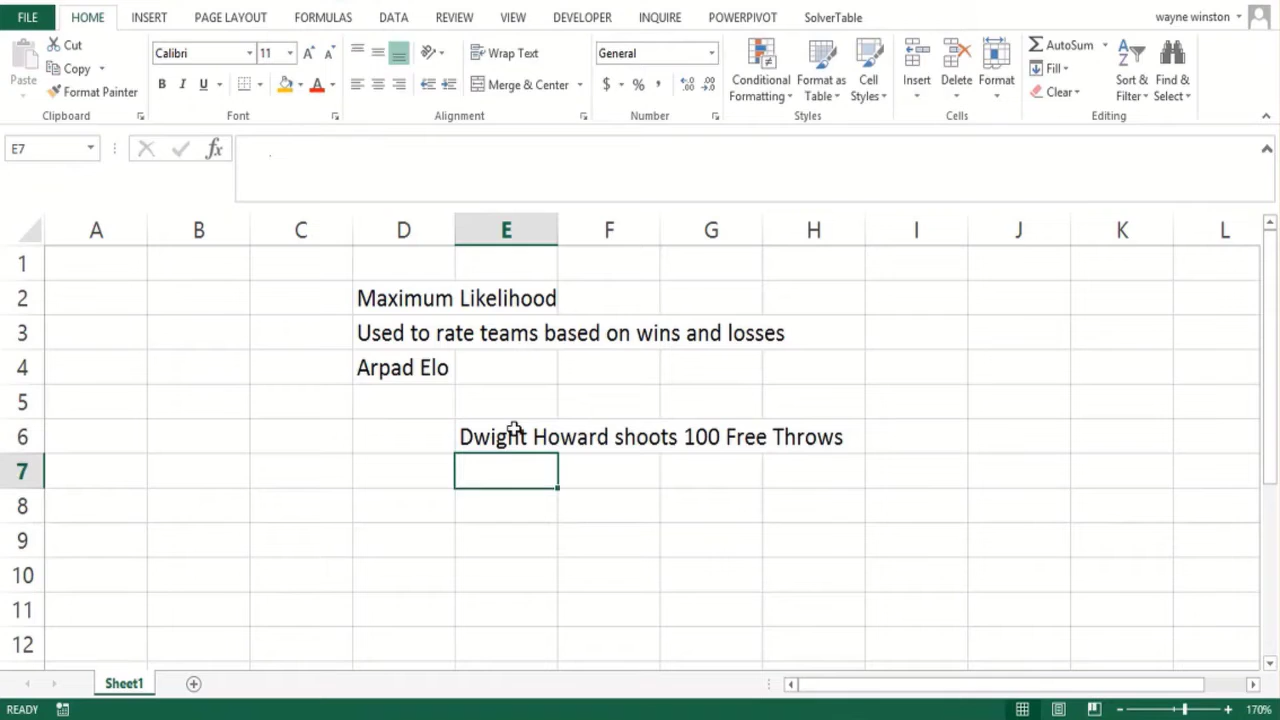 FILE HOME INSERT PAGE LAYOUT FORMULAS DATA REVIEW VIEW DEVELOPER INQUIRE POWERPIVOT SolverTable wayne winston
Paste
Cut
Copy
Format Painter
Clipboard
Calibri 11
B I U
Font
Wrap Text
Merge & Center
Alignment
General
$ % ,
Number
Conditional Formatting
Format as Table
Cell Styles
Styles
Insert
Delete
Format
Cells
AutoSum
Fill
Clear
Sort & Filter
Find & Select
Editing
E7
fx
A B C D E F G H I J K L
1
2 Maximum Likelihood
3 Used to rate teams based on wins and losses
4 Arpad Elo
5
6 Dwight Howard shoots 100 Free Throws
7
8
9
10
11
12
Sheet1
READY 170%